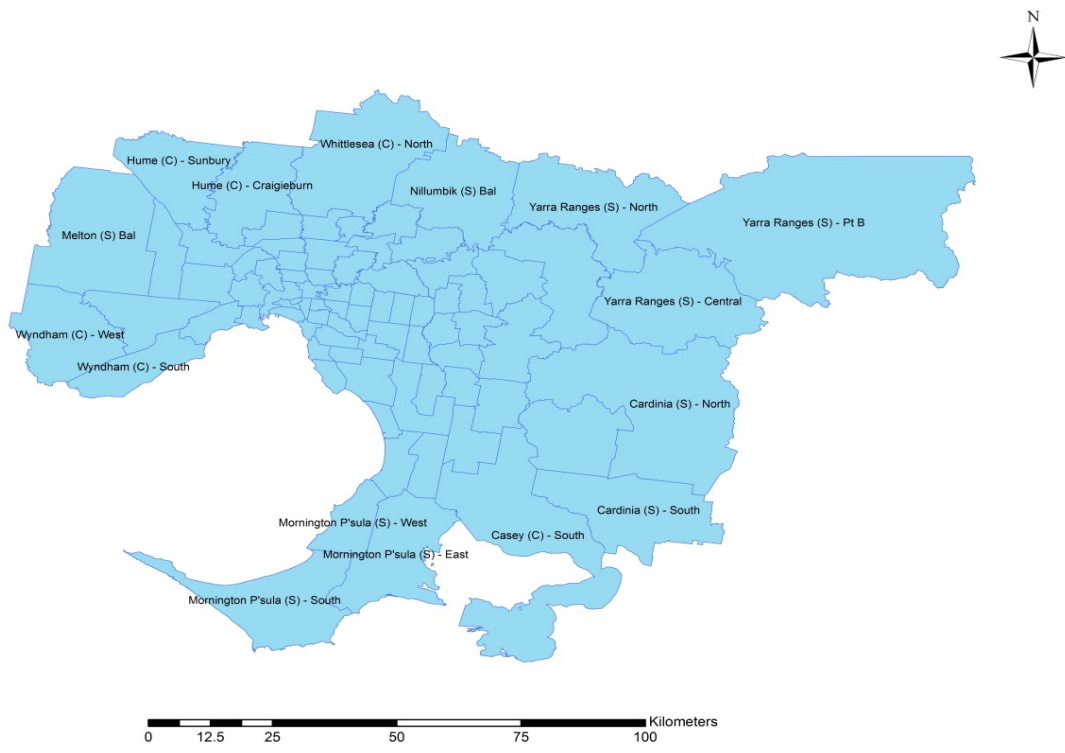 N
Whittlesea (C) - North
Hume (C) - Sunbury
Hume (C) - Craigieburn
Nillumbik (S) Bal
Yarra Ranges (S) - North
Yarra Ranges (S) - Pt B
Melton (S) Bal
Yarra Ranges (S) - Central
Wyndham (C) - West
Wyndham (C) - South
Cardinia (S) - North
Cardinia (S) - South
Mornington P'sula (S) - West
Casey (C) - South
Mornington P'sula (S) - East
Mornington P'sula (S) - South
Kilometers
0 12.5 25 50 75 100